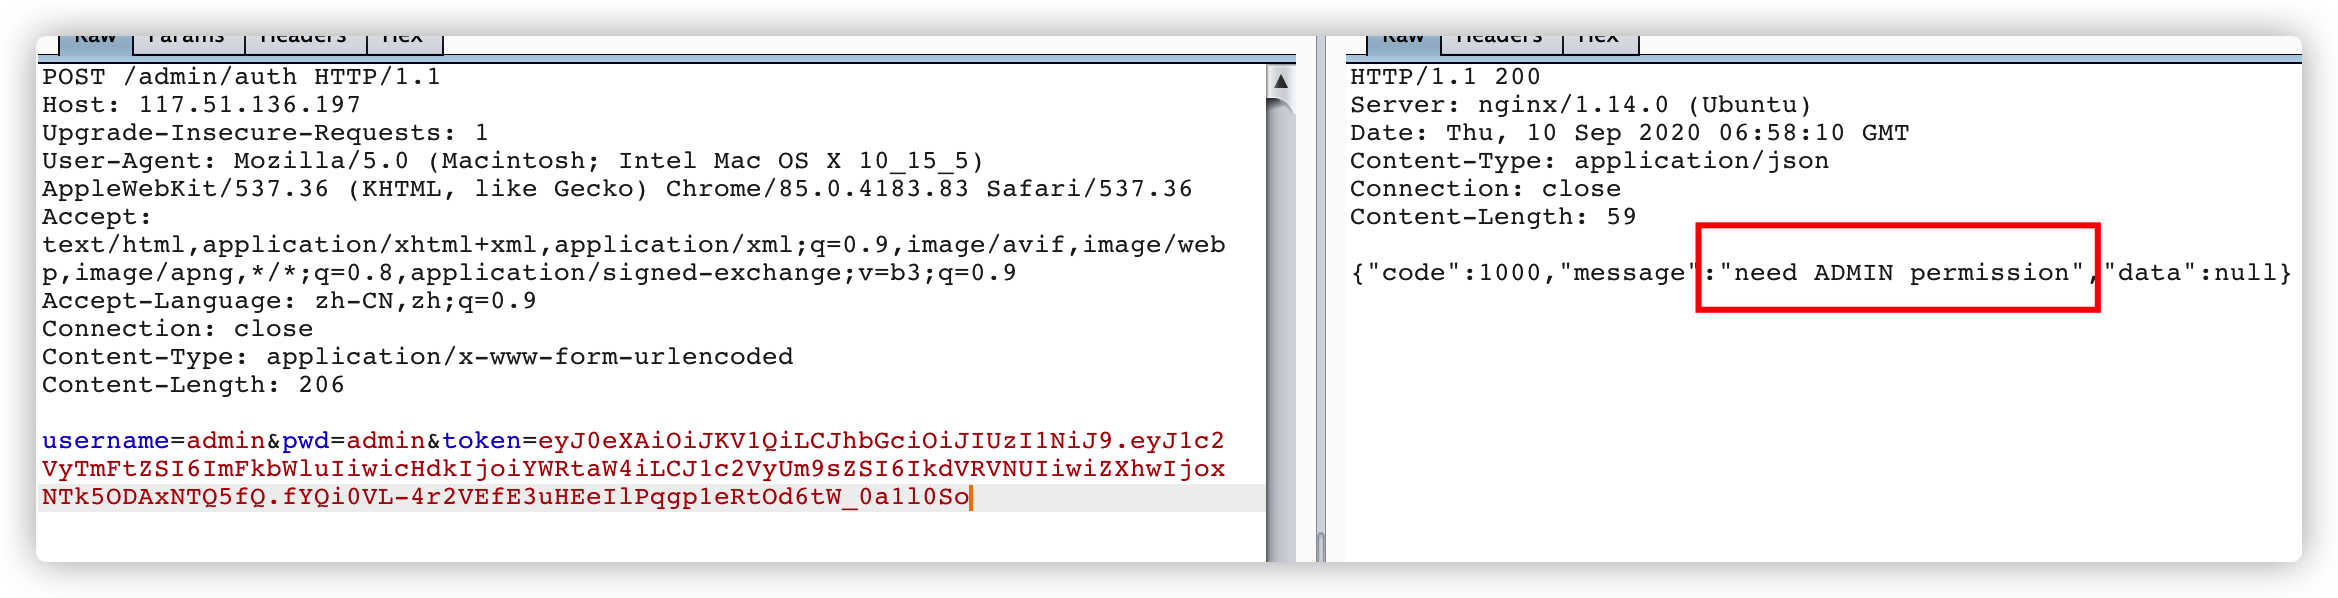 Raw Params Headers Hex
POST /admin/auth HTTP/1.1
Host: 117.51.136.197
Upgrade-Insecure-Requests: 1
User-Agent: Mozilla/5.0 (Macintosh; Intel Mac OS X 10_15_5)
AppleWebKit/537.36 (KHTML, like Gecko) Chrome/85.0.4183.83 Safari/537.36
Accept:
text/html,application/xhtml+xml,application/xml;q=0.9,image/avif,image/web
p,image/apng,*/*;q=0.8,application/signed-exchange;v=b3;q=0.9
Accept-Language: zh-CN,zh;q=0.9
Connection: close
Content-Type: application/x-www-form-urlencoded
Content-Length: 206
username=admin&pwd=admin&token=eyJ0eXAiOiJKV1QiLCJhbGciOiJIUzI1NiJ9.eyJ1c2
VyTmFtZSI6ImFkbWluIiwicHdkIjoiYWRtaW4iLCJ1c2VyUm9sZSI6IkdVRVNUIiwiZXhwIjox
NTk5ODAxNTQ5fQ.fYQi0VL-4r2VEfE3uHEeIlPqgp1eRtOd6tW_0a1l0So
Raw Headers Hex
HTTP/1.1 200
Server: nginx/1.14.0 (Ubuntu)
Date: Thu, 10 Sep 2020 06:58:10 GMT
Content-Type: application/json
Connection: close
Content-Length: 59
{"code":1000,"message":"need ADMIN permission","data":null}